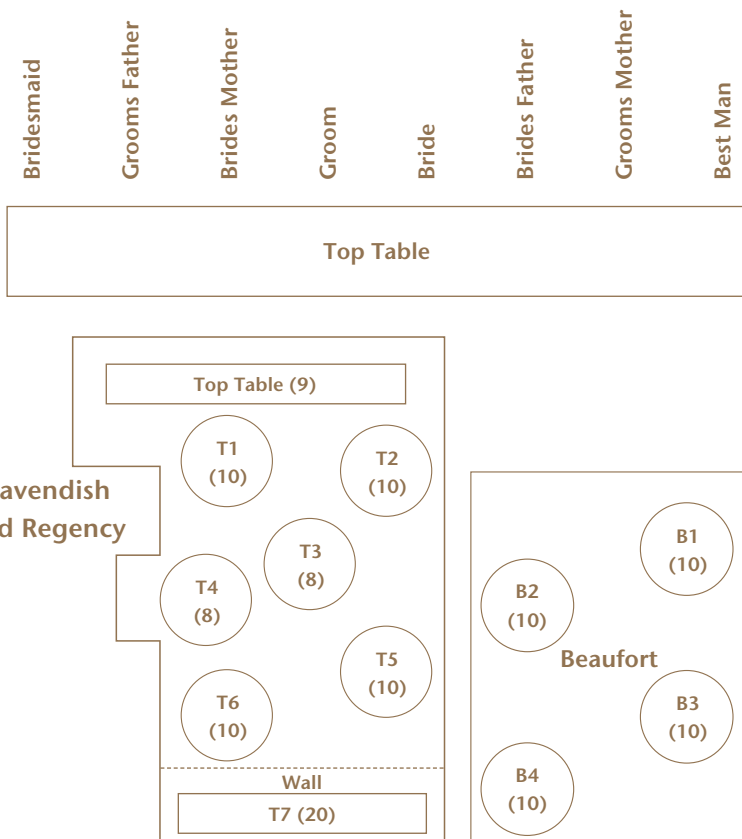 Bridesmaid
Grooms Father
Brides Mother
Groom
Bride
Brides Father
Grooms Mother
Best Man
Top Table
Top Table (9)
T1
(10)
T2
(10)
avendish
d Regency
T3
(8)
T4
(8)
T5
(10)
T6
(10)
Wall
T7 (20)
B1
(10)
B2
(10)
Beaufort
B3
(10)
B4
(10)